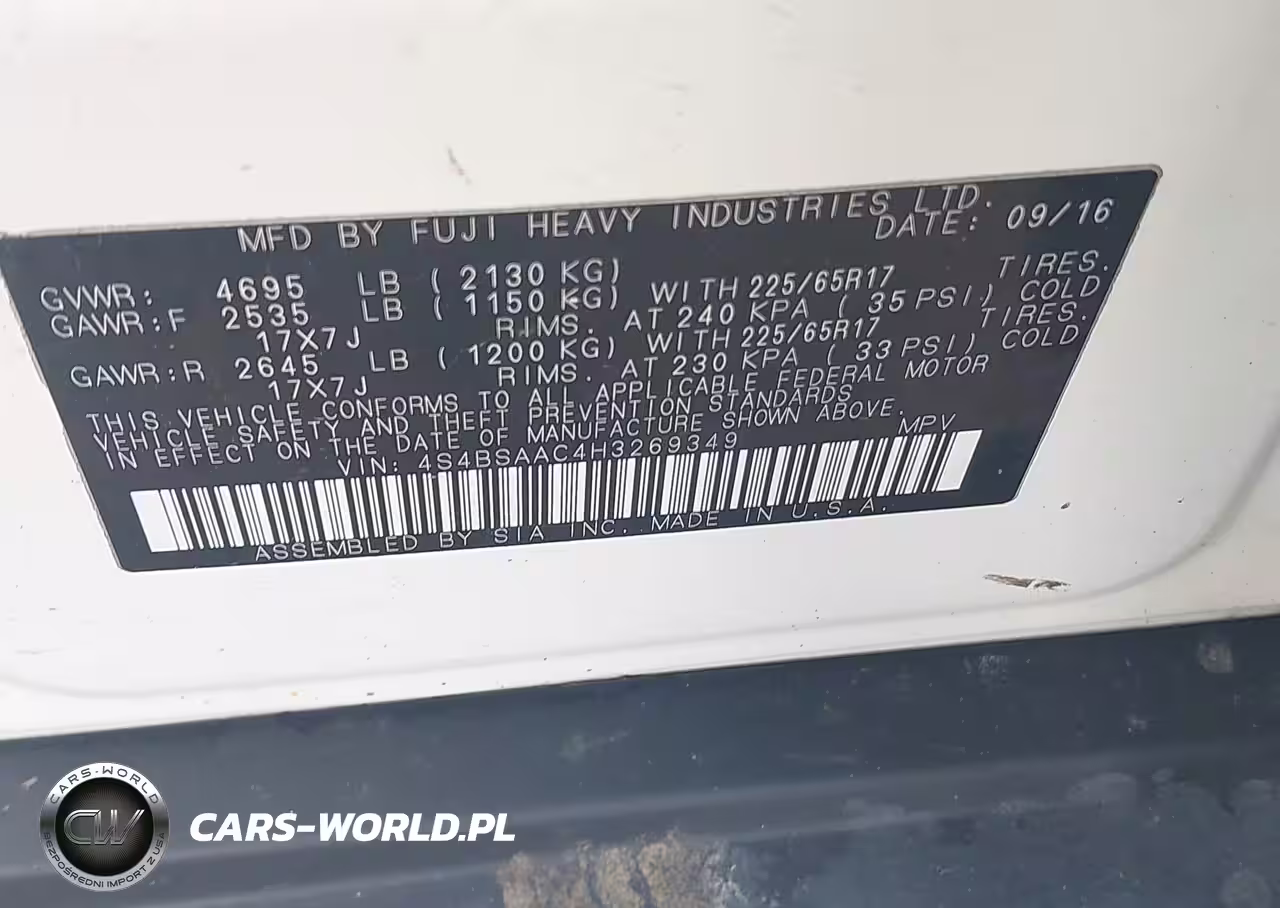 MFD BY FUJI HEAVY INDUSTRIES LTD.
DATE: 09/16
GVWR: 4695 LB ( 2130 KG)
GAWR:F 2535 LB ( 1150 KG) WITH 225/65R17 TIRES.
17X7J RIMS. AT 240 KPA ( 35 PSI) COLD
GAWR:R 2645 LB ( 1200 KG) WITH 225/65R17 TIRES.
17X7J RIMS. AT 230 KPA ( 33 PSI) COLD
THIS VEHICLE CONFORMS TO ALL APPLICABLE FEDERAL MOTOR
VEHICLE SAFETY AND THEFT PREVENTION STANDARDS
IN EFFECT ON THE DATE OF MANUFACTURE SHOWN ABOVE.
VIN: 4S4BSAAC4H3269349 MPV
ASSEMBLED BY SIA INC. MADE IN U.S.A.
CARS-WORLD
CW
BEZPOŚREDNI IMPORT Z USA
CARS-WORLD.PL